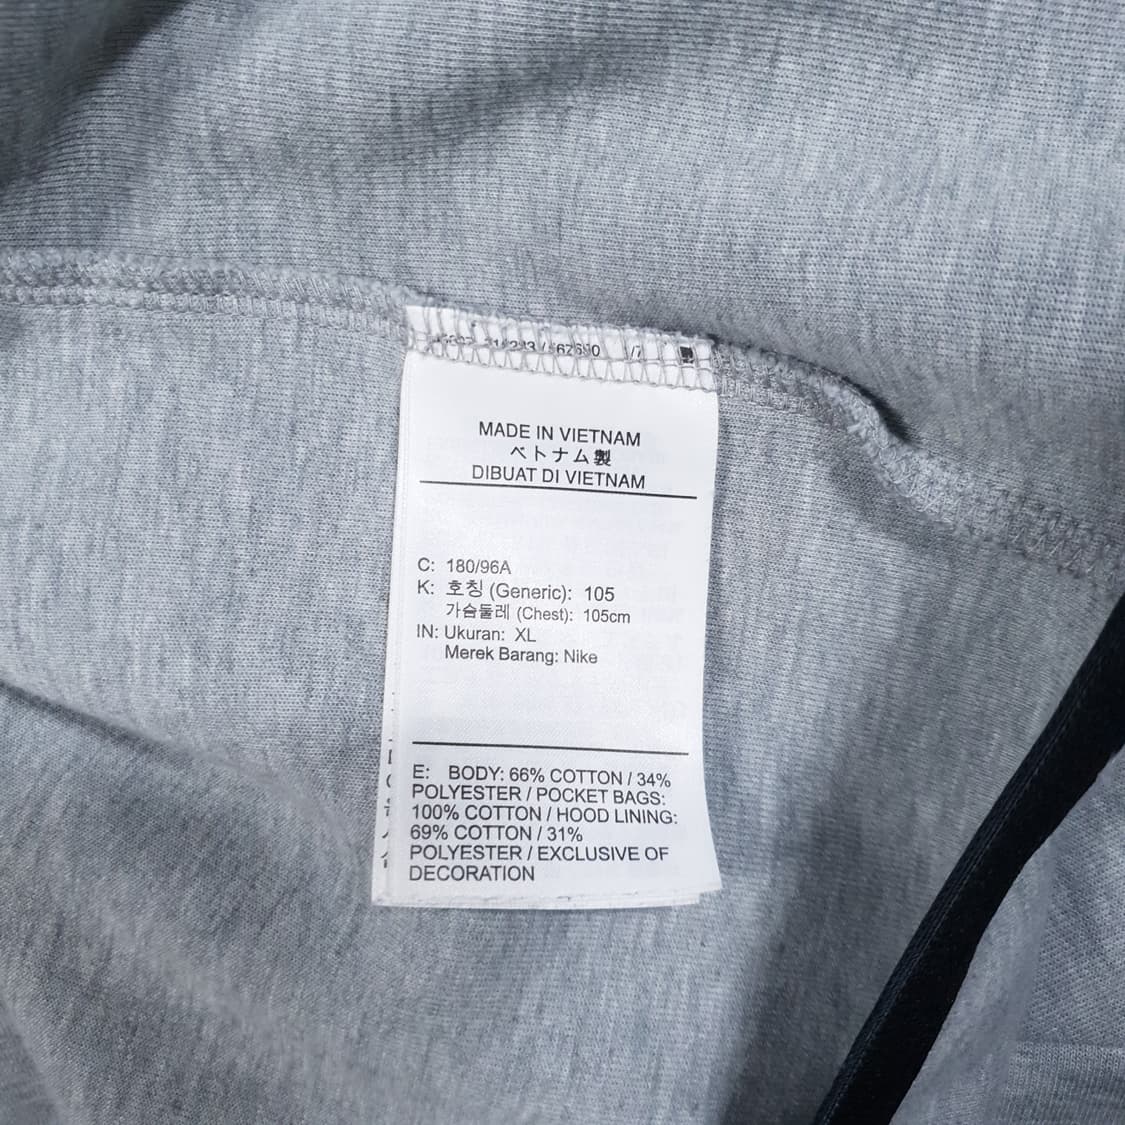 MADE IN VIETNAM
ベトナム製
DIBUAT DI VIETNAM
C: 180/96A
K: 호칭 (Generic): 105
가슴둘레 (Chest): 105cm
IN: Ukuran: XL
Merek Barang: Nike
E: BODY: 66% COTTON / 34%
POLYESTER / POCKET BAGS:
100% COTTON / HOOD LINING:
69% COTTON / 31%
POLYESTER / EXCLUSIVE OF
DECORATION